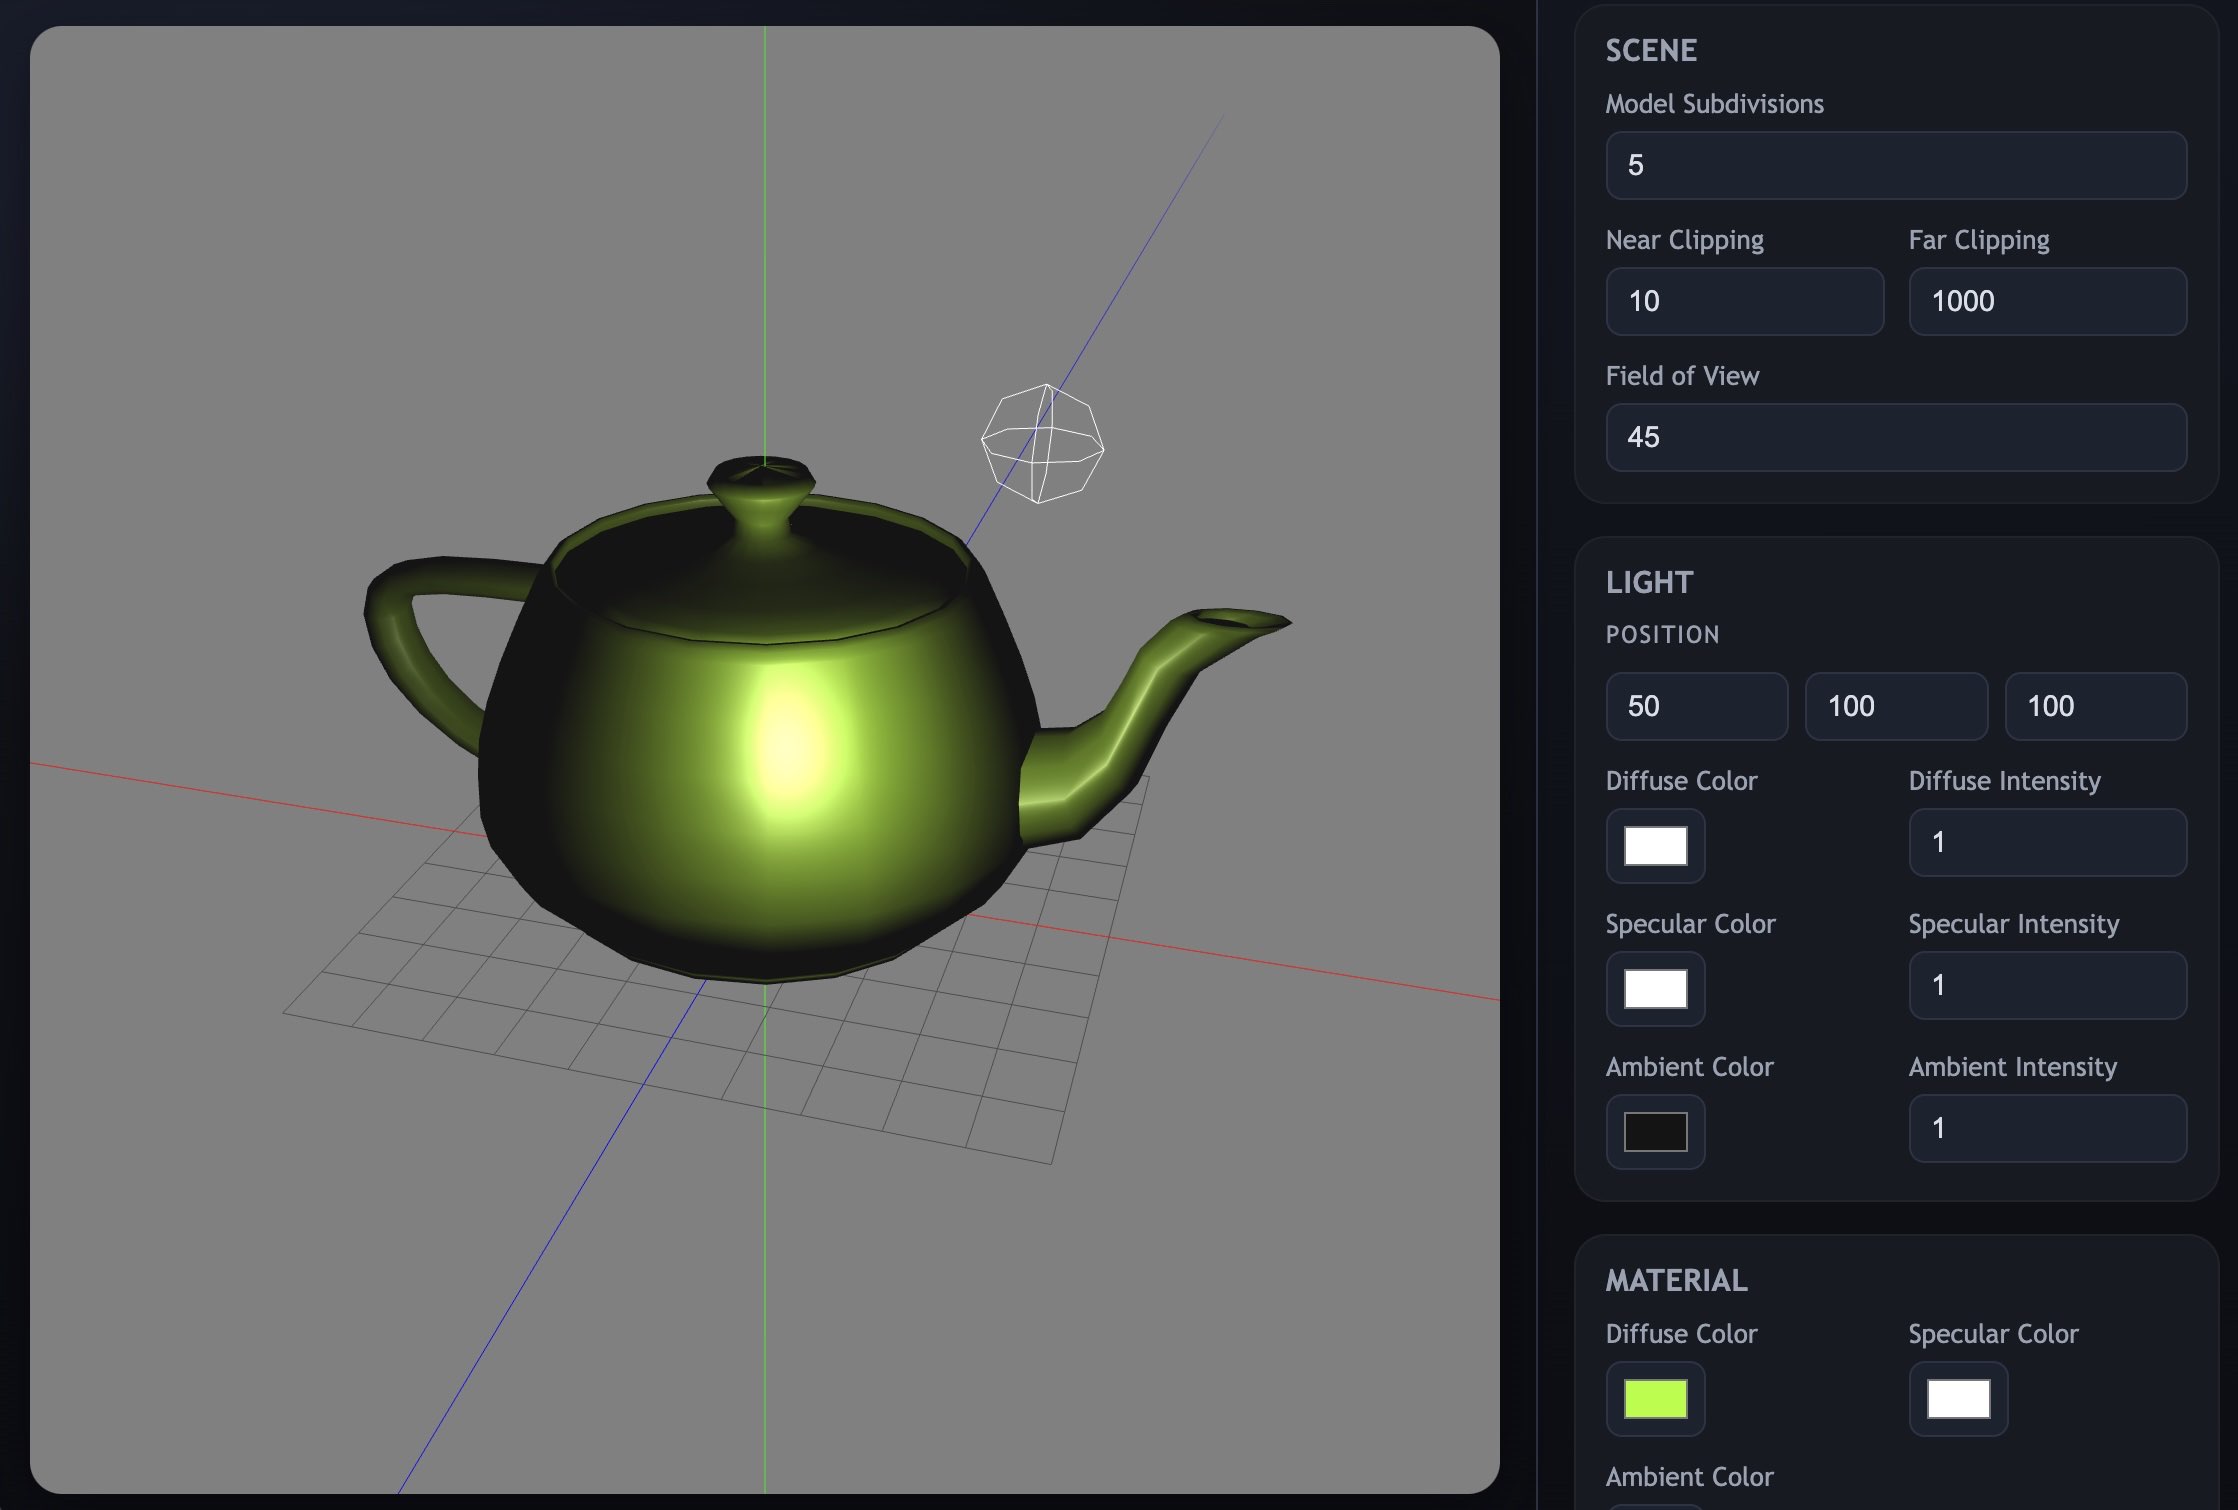 SCENE
Model Subdivisions
5
Near Clipping Far Clipping
10 1000
Field of View
45
LIGHT
POSITION
50 100 100
Diffuse Color Diffuse Intensity
1
Specular Color Specular Intensity
1
Ambient Color Ambient Intensity
1
MATERIAL
Diffuse Color Specular Color
Ambient Color